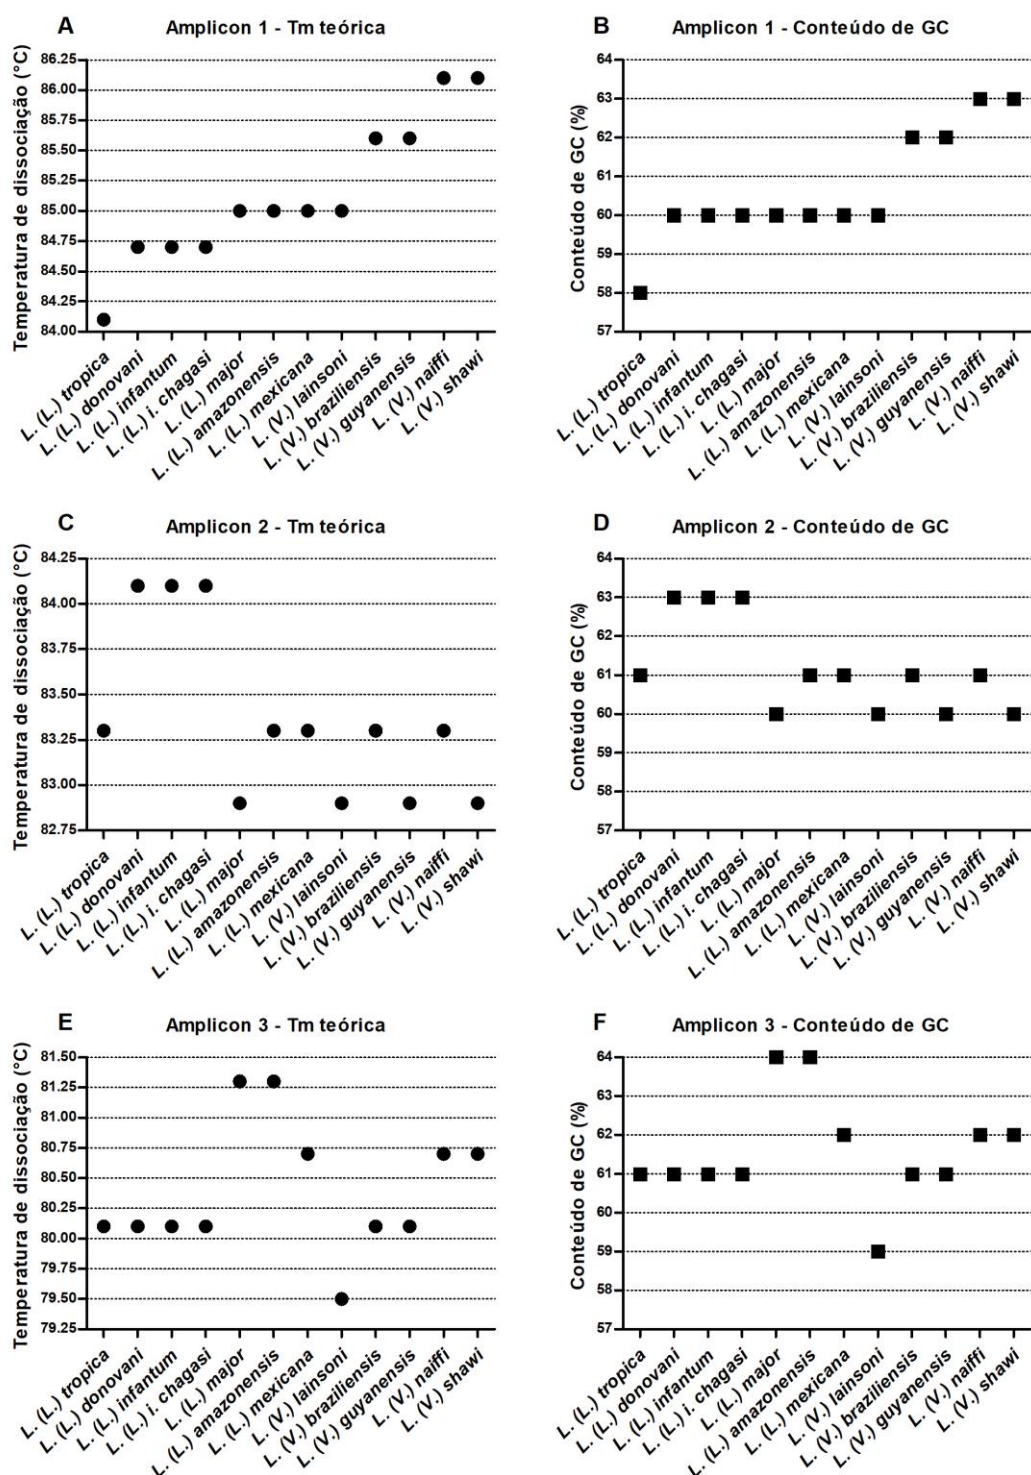 A
Amplicon 1 - Tm teórica
Temperatura de dissociação (°C)
86.25
86.00
85.75
85.50
85.25
85.00
84.75
84.50
84.25
84.00
L. (L.) tropica
L. (L.) donovani
L. (L.) infantum
L. (L.) i. chagasi
L. (L.) major
L. (L.) amazonensis
L. (L.) mexicana
L. (V.) lainsoni
L. (V.) braziliensis
L. (V.) guyanensis
L. (V.) naiffi
L. (V.) shawi
B
Amplicon 1 - Conteúdo de GC
Conteúdo de GC (%)
64
63
62
61
60
59
58
57
L. (L.) tropica
L. (L.) donovani
L. (L.) infantum
L. (L.) i. chagasi
L. (L.) major
L. (L.) amazonensis
L. (L.) mexicana
L. (V.) lainsoni
L. (V.) braziliensis
L. (V.) guyanensis
L. (V.) naiffi
L. (V.) shawi
C
Amplicon 2 - Tm teórica
Temperatura de dissociação (°C)
84.25
84.00
83.75
83.50
83.25
83.00
82.75
L. (L.) tropica
L. (L.) donovani
L. (L.) infantum
L. (L.) i. chagasi
L. (L.) major
L. (L.) amazonensis
L. (L.) mexicana
L. (V.) lainsoni
L. (V.) braziliensis
L. (V.) guyanensis
L. (V.) naiffi
L. (V.) shawi
D
Amplicon 2 - Conteúdo de GC
Conteúdo de GC (%)
64
63
62
61
60
59
58
57
L. (L.) tropica
L. (L.) donovani
L. (L.) infantum
L. (L.) i. chagasi
L. (L.) major
L. (L.) amazonensis
L. (L.) mexicana
L. (V.) lainsoni
L. (V.) braziliensis
L. (V.) guyanensis
L. (V.) naiffi
L. (V.) shawi
E
Amplicon 3 - Tm teórica
Temperatura de dissociação (°C)
81.50
81.25
81.00
80.75
80.50
80.25
80.00
79.75
79.50
79.25
L. (L.) tropica
L. (L.) donovani
L. (L.) infantum
L. (L.) i. chagasi
L. (L.) major
L. (L.) amazonensis
L. (L.) mexicana
L. (V.) lainsoni
L. (V.) braziliensis
L. (V.) guyanensis
L. (V.) naiffi
L. (V.) shawi
F
Amplicon 3 - Conteúdo de GC
Conteúdo de GC (%)
64
63
62
61
60
59
58
57
L. (L.) tropica
L. (L.) donovani
L. (L.) infantum
L. (L.) i. chagasi
L. (L.) major
L. (L.) amazonensis
L. (L.) mexicana
L. (V.) lainsoni
L. (V.) braziliensis
L. (V.) guyanensis
L. (V.) naiffi
L. (V.) shawi